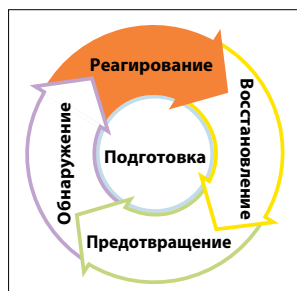 Реагирование
Восстановление
Обнаружение
Подготовка
Предотвращение